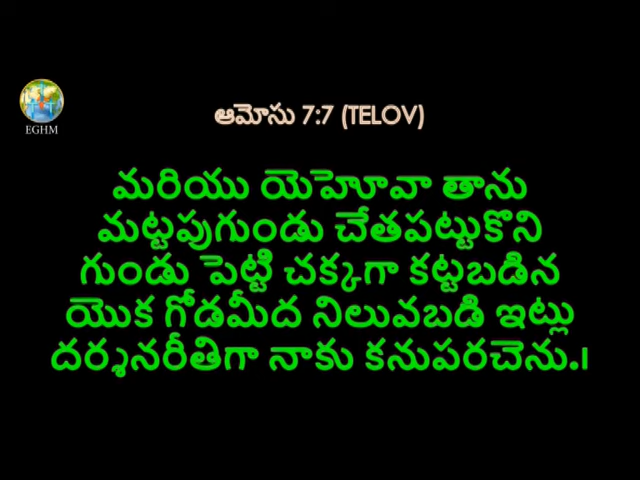 EGHM
ఆమోసు 7:7 (TELOV)
మరియు యెహెూవా తాను
మట్టపుగుండు చేతపట్టుకొని
గుండు పెట్టి చక్కగా కట్టబడిన
యొక గోడమీద నిలువబడి ఇట్లు
దర్శనరీతిగా నాకు కనుపరచెను.।